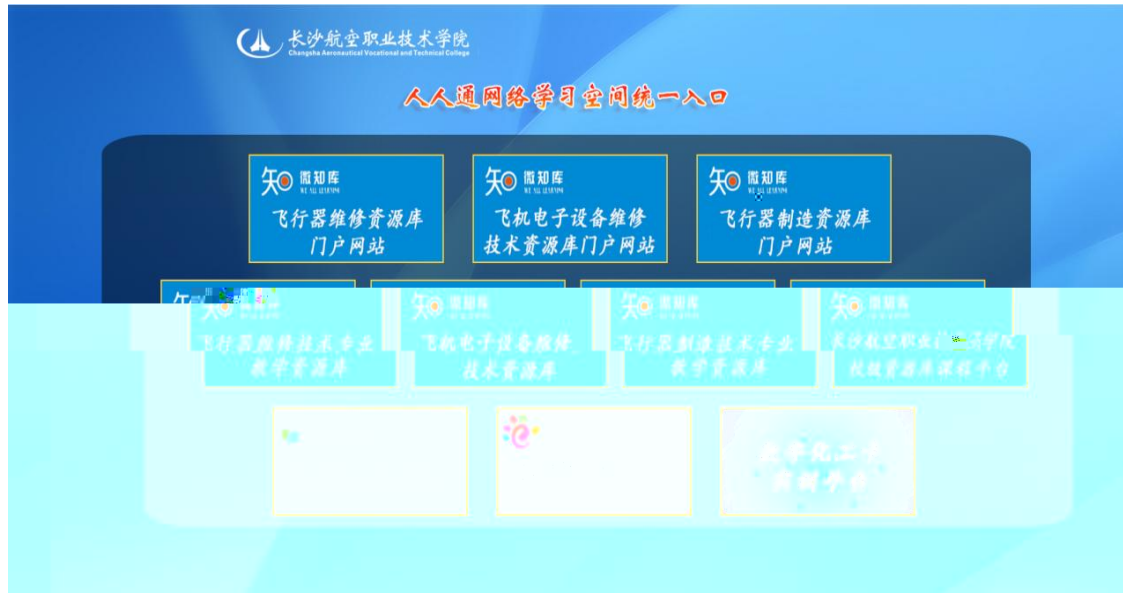 长沙航空职业技术学院
Changsha Aeronautical Vocational and Technical College
人人通网络学习空间统一入口
知 微知库
飞行器维修资源库
门户网站
知 微知库
飞机电子设备维修
技术资源库门户网站
知 微知库
飞行器制造资源库
门户网站
知 微知库
飞行器维修技术专业
教学资源库
知 微知库
飞机电子设备维修
技术资源库
知 微知库
飞行器制造技术专业
教学资源库
知 微知库
长沙航空职业技术学院
校级资源库课程平台